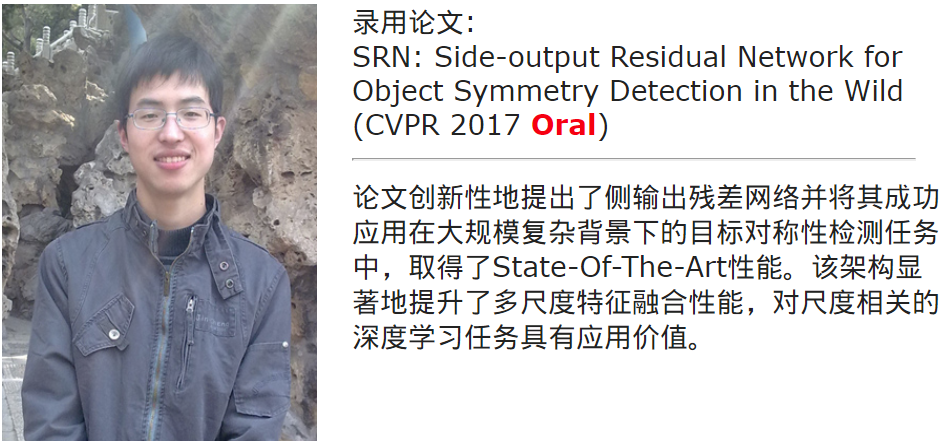 录用论文:
SRN: Side-output Residual Network for
Object Symmetry Detection in the Wild
(CVPR 2017 Oral)
论文创新性地提出了侧输出残差网络并将其成功
应用在大规模复杂背景下的目标对称性检测任务
中，取得了State-Of-The-Art性能。该架构显
著地提升了多尺度特征融合性能，对尺度相关的
深度学习任务具有应用价值。